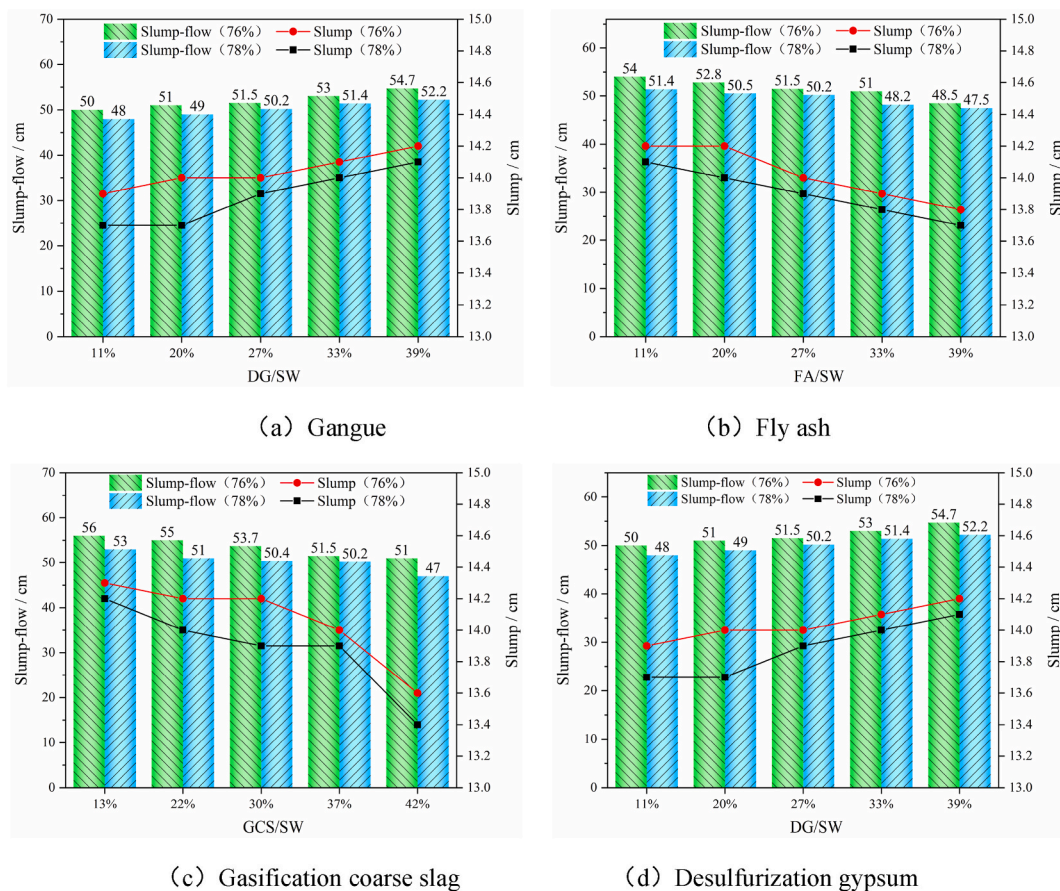 Slump-flow（76%） Slump（76%）
Slump-flow（78%） Slump（78%）
Slump-flow / cm
70
60
50
40
30
20
10
0
50 48 51 49 51.5 50.2 53 51.4 54.7 52.2
15.0
14.8
14.6
14.4
14.2
14.0
13.8
13.6
13.4
13.2
13.0
Slump / cm
11% 20% 27% 33% 39%
DG/SW
（a）Gangue
Slump-flow（76%） Slump（76%）
Slump-flow（78%） Slump（78%）
Slump-flow / cm
60
50
40
30
20
10
0
54 51.4 52.8 50.5 51.5 50.2 51 48.2 48.5 47.5
15.0
14.8
14.6
14.4
14.2
14.0
13.8
13.6
13.4
13.2
13.0
Slump / cm
11% 20% 27% 33% 39%
FA/SW
（b）Fly ash
Slump-flow（76%） Slump（76%）
Slump-flow（78%） Slump（78%）
Slump-flow / cm
70
60
50
40
30
20
10
0
56 53 55 51 53.7 50.4 51.5 50.2 51 47
15.0
14.8
14.6
14.4
14.2
14.0
13.8
13.6
13.4
13.2
13.0
Slump / cm
13% 22% 30% 37% 42%
GCS/SW
（c）Gasification coarse slag
Slump-flow（76%） Slump（76%）
Slump-flow（78%） Slump（78%）
Slump-flow / cm
60
50
40
30
20
10
0
50 48 51 49 51.5 50.2 53 51.4 54.7 52.2
15.0
14.8
14.6
14.4
14.2
14.0
13.8
13.6
13.4
13.2
13.0
Slump / cm
11% 20% 27% 33% 39%
DG/SW
（d）Desulfurization gypsum